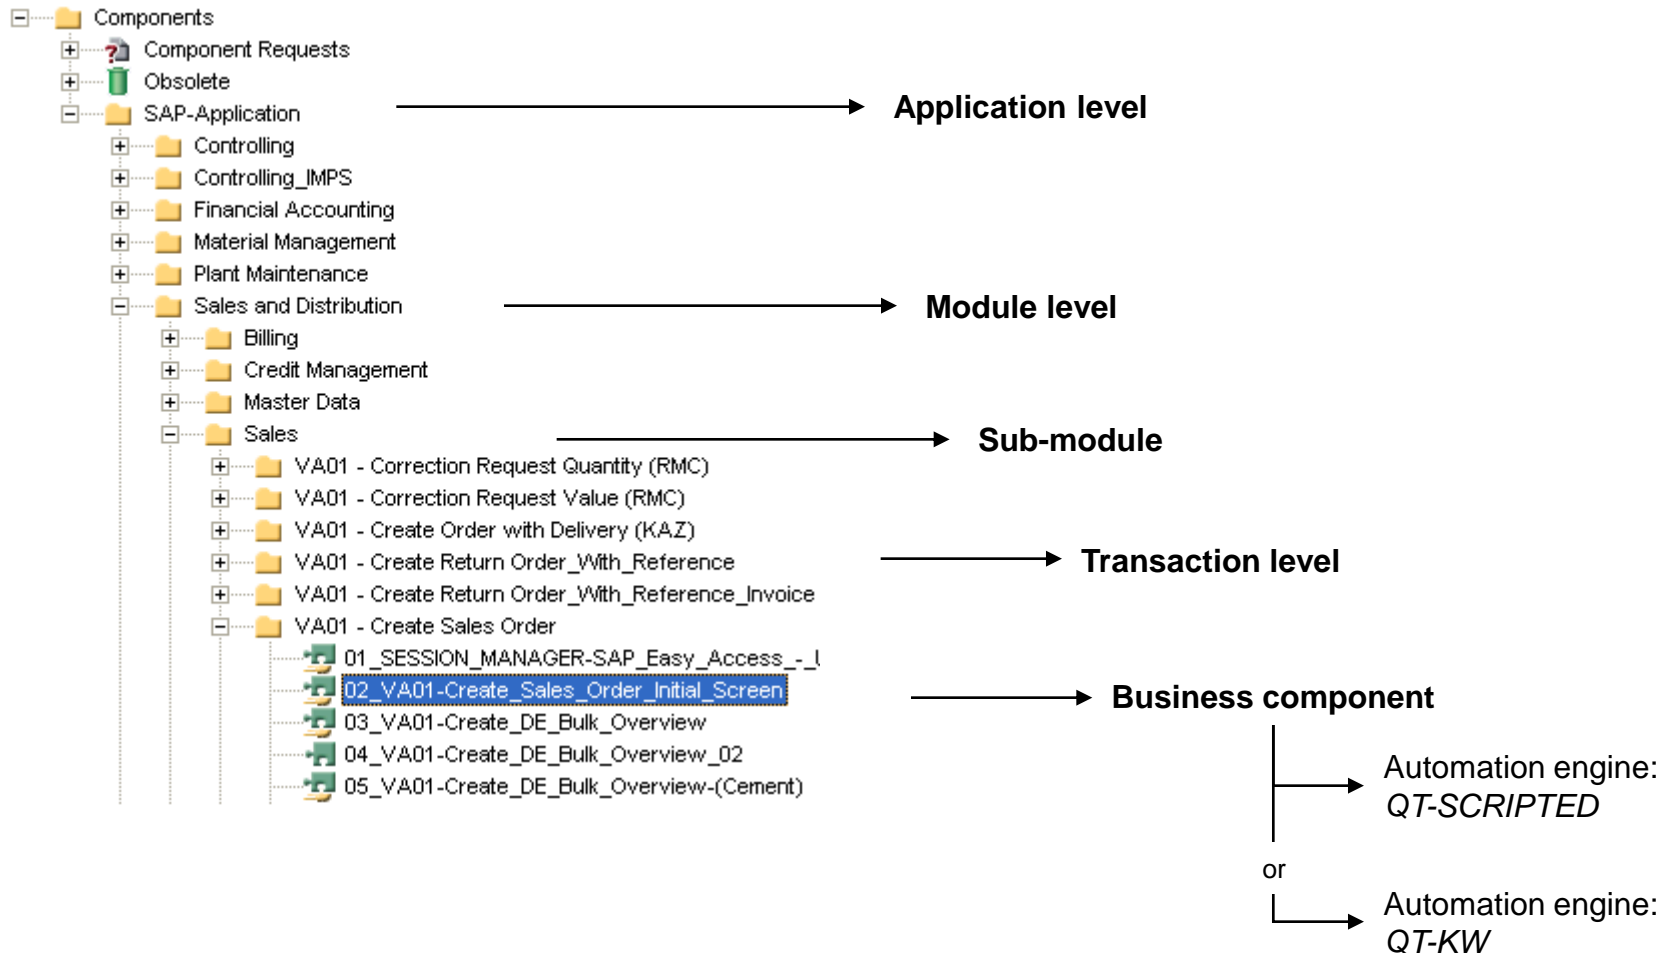 Components
Component Requests
Obsolete
SAP-Application
Application level
Controlling
Controlling_IMPS
Financial Accounting
Material Management
Plant Maintenance
Sales and Distribution
Module level
Billing
Credit Management
Master Data
Sales
Sub-module
VA01 - Correction Request Quantity (RMC)
VA01 - Correction Request Value (RMC)
VA01 - Create Order with Delivery (KAZ)
VA01 - Create Return Order_With_Reference
Transaction level
VA01 - Create Return Order_With_Reference_Invoice
VA01 - Create Sales Order
01_SESSION_MANAGER-SAP_Easy_Access_-_
02_VA01-Create_Sales_Order_Initial_Screen
Business component
03_VA01-Create_DE_Bulk_Overview
04_VA01-Create_DE_Bulk_Overview_02
05_VA01-Create_DE_Bulk_Overview-(Cement)
Automation engine:
QT-SCRIPTED
or
Automation engine:
QT-KW